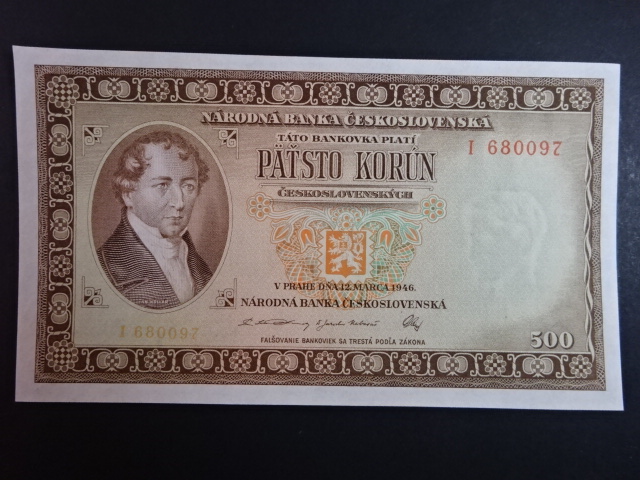 NÁRODNÁ BANKA ČESKOSLOVENSKÁ
TÁTO BANKOVKA PLATÍ
I 680097
PÄŤSTO KORÚN
ČESKOSLOVENSKÝCH
V PRAHE DŇA 12. MARCA 1946.
NÁRODNÁ BANKA ČESKOSLOVENSKÁ
I 680097
500
FALŠOVANIE BANKOVIEK SA TRESTÁ PODĽA ZÁKONA